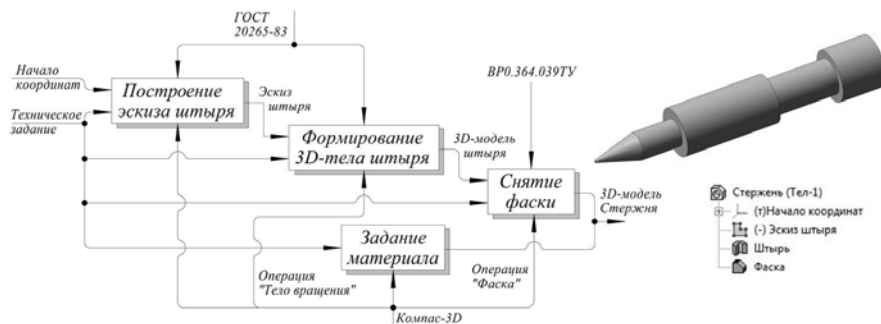 ГОСТ
20265-83
Начало
координат
Построение
эскиза штыря
Эскиз
штыря
ВР0.364.039ТУ
Техническое
задание
Формирование
3D-тела штыря
3D-модель
штыря
Снятие
фаски
3D-модель
Стержня
Задание
материала
Операция
"Тело вращения"
Операция
"Фаска"
Компас-3D
Стержень (Тел-1)
(т)Начало координат
(-) Эскиз штыря
Штырь
Фаска